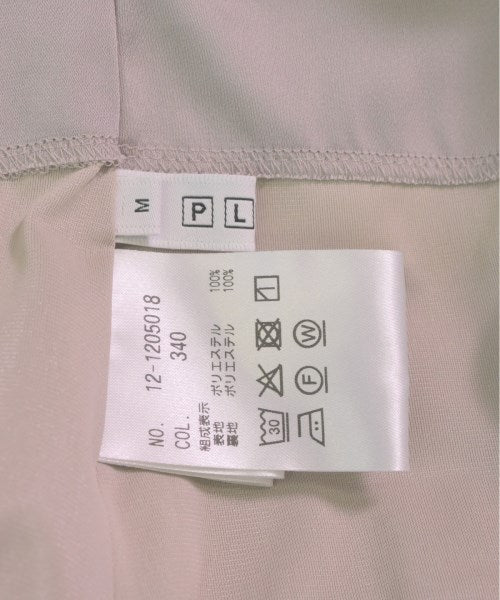 M
P L
NO. 12-1205018
COL. 340
組成表示
表地 ポリエステル 100%
裏地 ポリエステル 100%
30
W
F